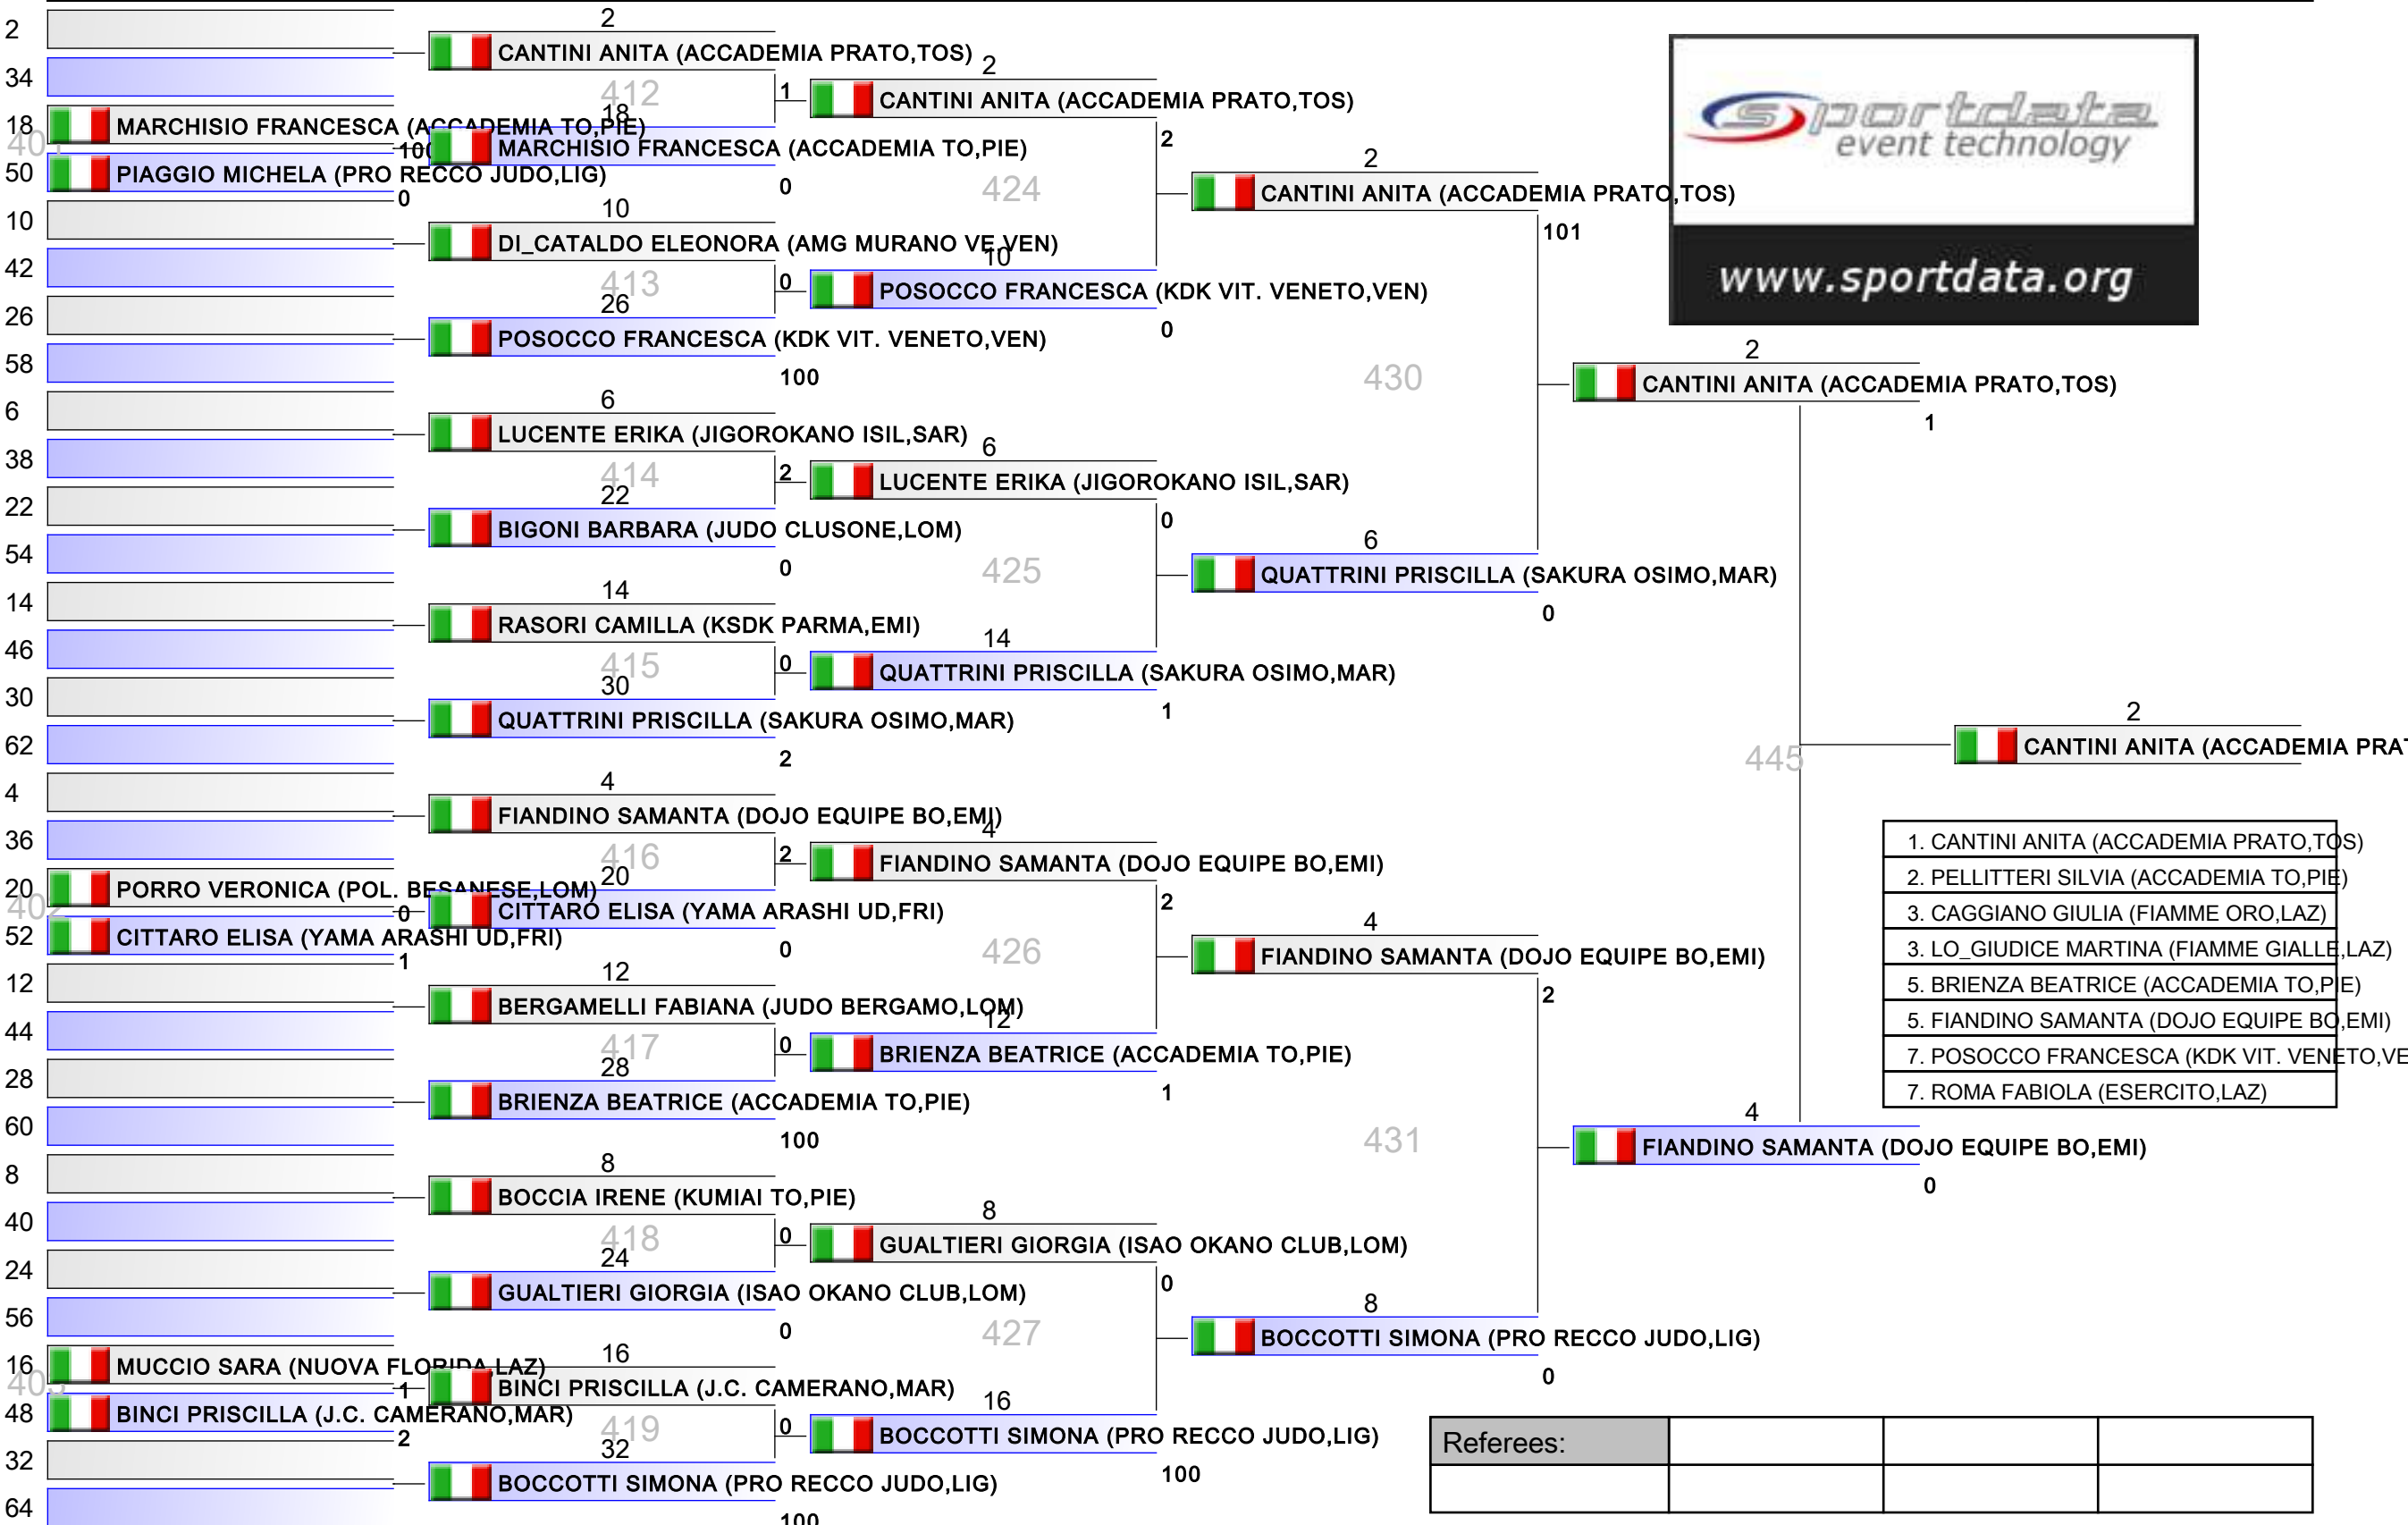 2
34
18
401
50
10
42
26
58
6
38
22
54
14
46
30
62
4
36
20
402
52
12
44
28
60
8
40
24
56
16
48
32
64
MARCHISIO FRANCESCA (ACCADEMIA TO,PIE)
100
PIAGGIO MICHELA (PRO RECCO JUDO,LIG)
0
PORRO VERONICA (POL. BESANESE,LOM)
0
CITTARO ELISA (YAMA ARASHI UD,FRI)
1
MUCCIO SARA (NUOVA FLORIDA,LAZ)
1
BINCI PRISCILLA (J.C. CAMERANO,MAR)
2
2
CANTINI ANITA (ACCADEMIA PRATO,TOS)
412
1
18
MARCHISIO FRANCESCA (ACCADEMIA TO,PIE)
0
10
DI_CATALDO ELEONORA (AMG MURANO VE,VEN)
413
0
26
POSOCCO FRANCESCA (KDK VIT. VENETO,VEN)
100
6
LUCENTE ERIKA (JIGOROKANO ISIL,SAR)
414
2
22
BIGONI BARBARA (JUDO CLUSONE,LOM)
0
14
RASORI CAMILLA (KSDK PARMA,EMI)
415
0
30
QUATTRINI PRISCILLA (SAKURA OSIMO,MAR)
2
4
FIANDINO SAMANTA (DOJO EQUIPE BO,EMI)
416
2
20
CITTARO ELISA (YAMA ARASHI UD,FRI)
0
12
BERGAMELLI FABIANA (JUDO BERGAMO,LOM)
417
0
28
BRIENZA BEATRICE (ACCADEMIA TO,PIE)
100
8
BOCCIA IRENE (KUMIAI TO,PIE)
418
0
24
GUALTIERI GIORGIA (ISAO OKANO CLUB,LOM)
0
16
BINCI PRISCILLA (J.C. CAMERANO,MAR)
419
0
32
BOCCOTTI SIMONA (PRO RECCO JUDO,LIG)
100
2
CANTINI ANITA (ACCADEMIA PRATO,TOS)
2
424
10
POSOCCO FRANCESCA (KDK VIT. VENETO,VEN)
0
6
LUCENTE ERIKA (JIGOROKANO ISIL,SAR)
0
425
14
QUATTRINI PRISCILLA (SAKURA OSIMO,MAR)
1
4
FIANDINO SAMANTA (DOJO EQUIPE BO,EMI)
2
426
12
BRIENZA BEATRICE (ACCADEMIA TO,PIE)
1
8
GUALTIERI GIORGIA (ISAO OKANO CLUB,LOM)
0
427
16
BOCCOTTI SIMONA (PRO RECCO JUDO,LIG)
100
2
CANTINI ANITA (ACCADEMIA PRATO,TOS)
101
430
6
QUATTRINI PRISCILLA (SAKURA OSIMO,MAR)
0
4
FIANDINO SAMANTA (DOJO EQUIPE BO,EMI)
2
431
8
BOCCOTTI SIMONA (PRO RECCO JUDO,LIG)
0
sportdata
event technology
www.sportdata.org
2
CANTINI ANITA (ACCADEMIA PRATO,TOS)
1
445
4
FIANDINO SAMANTA (DOJO EQUIPE BO,EMI)
0
2
CANTINI ANITA (ACCADEMIA PRAT
1. CANTINI ANITA (ACCADEMIA PRATO,TOS)
2. PELLITTERI SILVIA (ACCADEMIA TO,PIE)
3. CAGGIANO GIULIA (FIAMME ORO,LAZ)
3. LO_GIUDICE MARTINA (FIAMME GIALLE,LAZ)
5. BRIENZA BEATRICE (ACCADEMIA TO,PIE)
5. FIANDINO SAMANTA (DOJO EQUIPE BO,EMI)
7. POSOCCO FRANCESCA (KDK VIT. VENETO,VE
7. ROMA FABIOLA (ESERCITO,LAZ)
Referees: